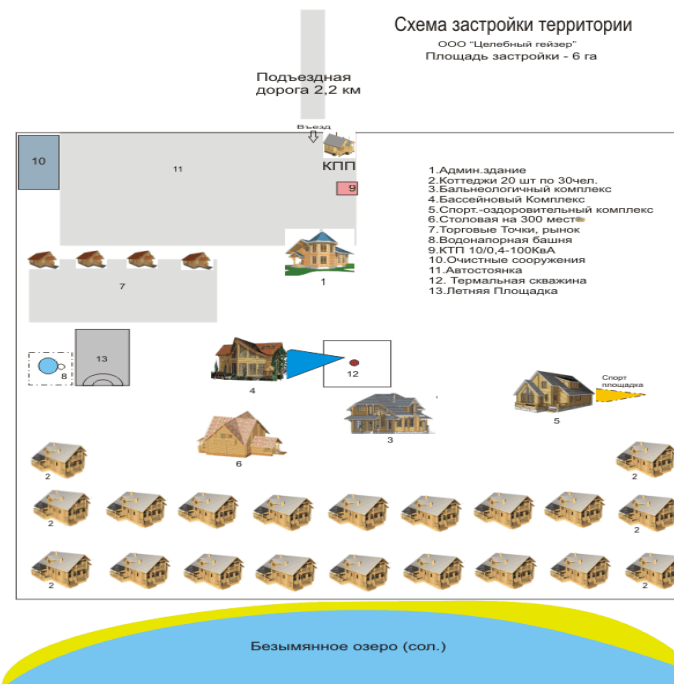 Схема застройки территории
ООО "Целебный гейзер"
Площадь застройки - 6 га
Подъездная
дорога 2,2 км
Въезд
КПП
10
11
9
1.Админ.здание
2.Коттеджи 20 шт по 30чел.
3.Бальнеологичный комплекс
4.Бассейновый Комплекс
5.Спорт.-оздоровительный комплекс
6.Столовая на 300 мест
7.Торговые Точки, рынок
8.Водонапорная башня
9.КТП 10/0,4-100КвА
10.Очистные сооружения
11.Автостоянка
12. Термальная скважина
13.Летняя Площадка
1
7
13
8
12
4
Спорт
площадка
5
3
6
2
2
2
2
2
2
Безымянное озеро (сол.)